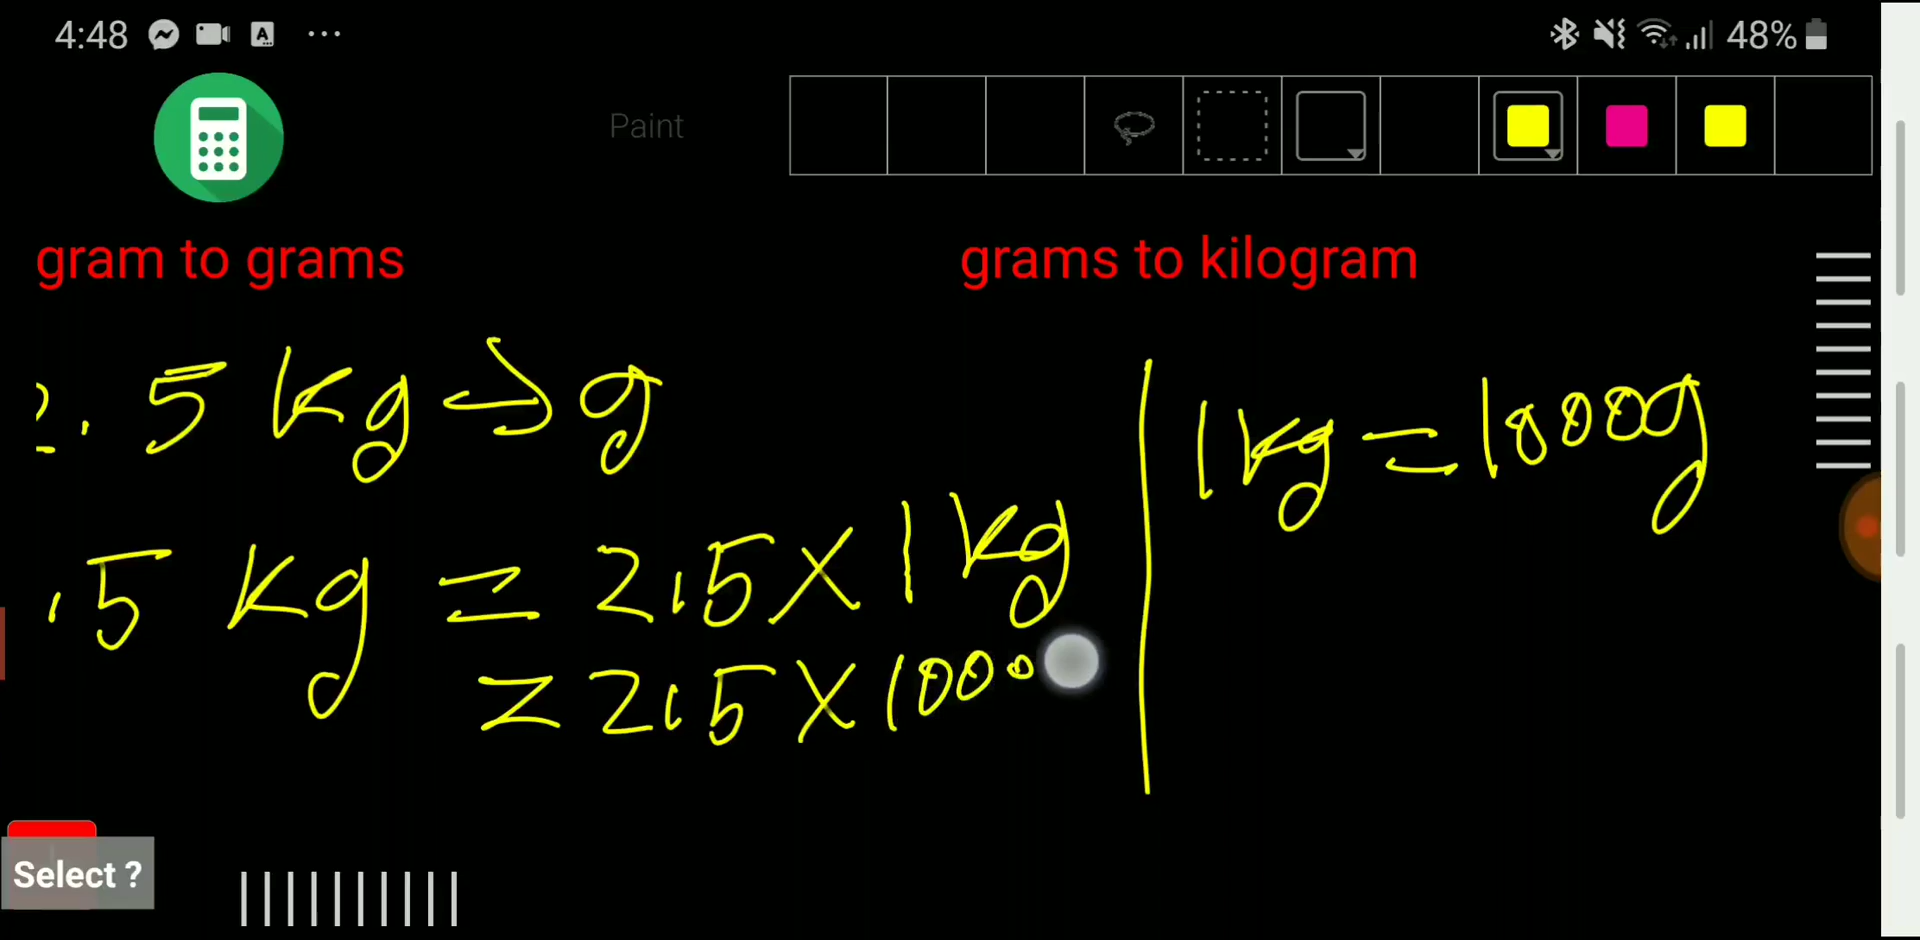 4:48 48%
Paint
gram to grams
grams to kilogram
2.5 kg → g
1 kg = 1000g
.5 kg = 2.5 × 1 kg
= 2.5 × 1000
Select ?